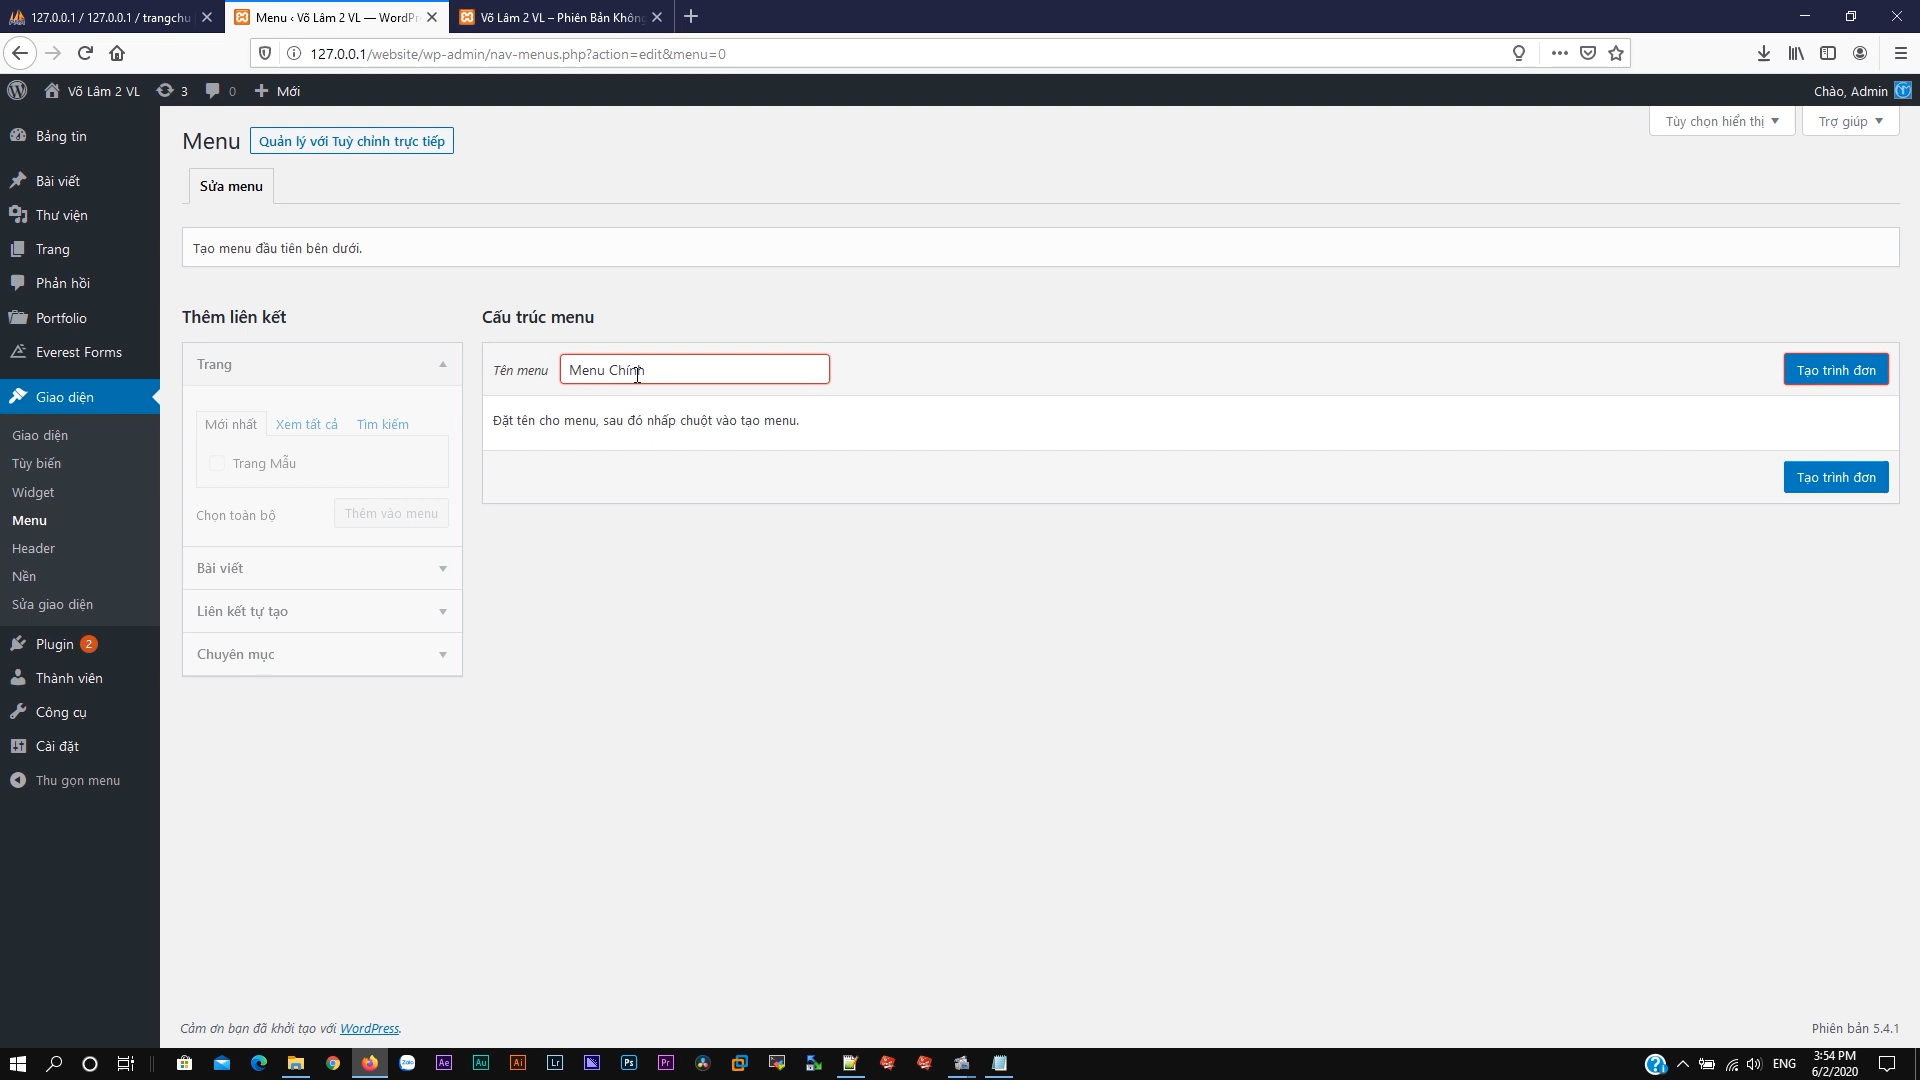 127.0.0.1 / 127.0.0.1 / trangchu
Menu ‹ Võ Lâm 2 VL — WordPr
Võ Lâm 2 VL – Phiên Bản Không
127.0.0.1/website/wp-admin/nav-menus.php?action=edit&menu=0
Võ Lâm 2 VL
3
0
Mới
Chào, Admin
Bảng tin
Bài viết
Thư viện
Trang
Phản hồi
Portfolio
Everest Forms
Giao diện
Giao diện
Tùy biến
Widget
Menu
Header
Nền
Sửa giao diện
Plugin 2
Thành viên
Công cụ
Cài đặt
Thu gọn menu
Tùy chọn hiển thị
Trợ giúp
Menu
Quản lý với Tuỳ chỉnh trực tiếp
Sửa menu
Tạo menu đầu tiên bên dưới.
Thêm liên kết
Trang
Mới nhất
Xem tất cả
Tìm kiếm
Trang Mẫu
Chọn toàn bộ
Thêm vào menu
Bài viết
Liên kết tự tạo
Chuyên mục
Cấu trúc menu
Tên menu
Menu Chính
Tạo trình đơn
Đặt tên cho menu, sau đó nhấp chuột vào tạo menu.
Tạo trình đơn
Cảm ơn bạn đã khởi tạo với WordPress.
Phiên bản 5.4.1
Zalo
Ae
Au
Ai
Lr
Ps
Pr
ENG
3:54 PM
6/2/2020